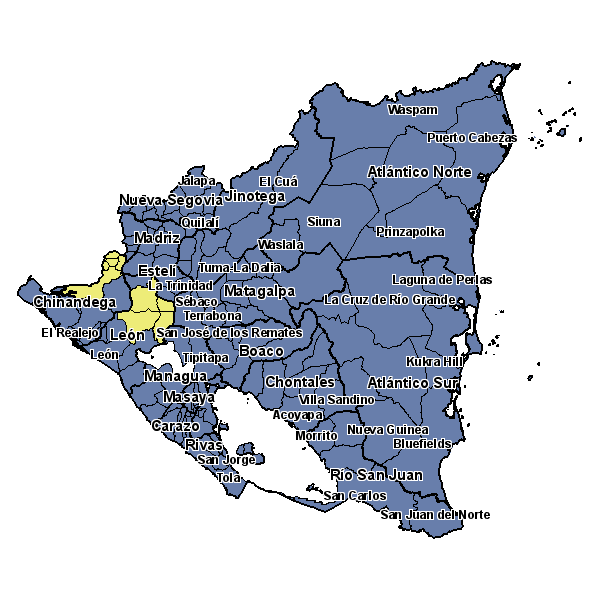 Waspam
Puerto Cabezas
Atlántico Norte
Jalapa
El Cuá
Nueva Segovia
Jinotega
Quilalí
Siuna
Prinzapolka
Madriz
Waslala
Estelí
Tuma-La Dalia
Laguna de Perlas
La Trinidad
Matagalpa
Chinandega
Sebaco
La Cruz de Rio Grande
Terrabona
El Realejo
León
San José de los Remates
León
Tipitapa
Boaco
Kukra Hill
Managua
Chontales
Atlántico Sur
Masaya
Villa Sandino
Acoyapa
Carazo
Morrito
Nueva Guinea
Rivas
Bluefields
San Jorge
Tola
Rio San Juan
San Carlos
San Juan del Norte